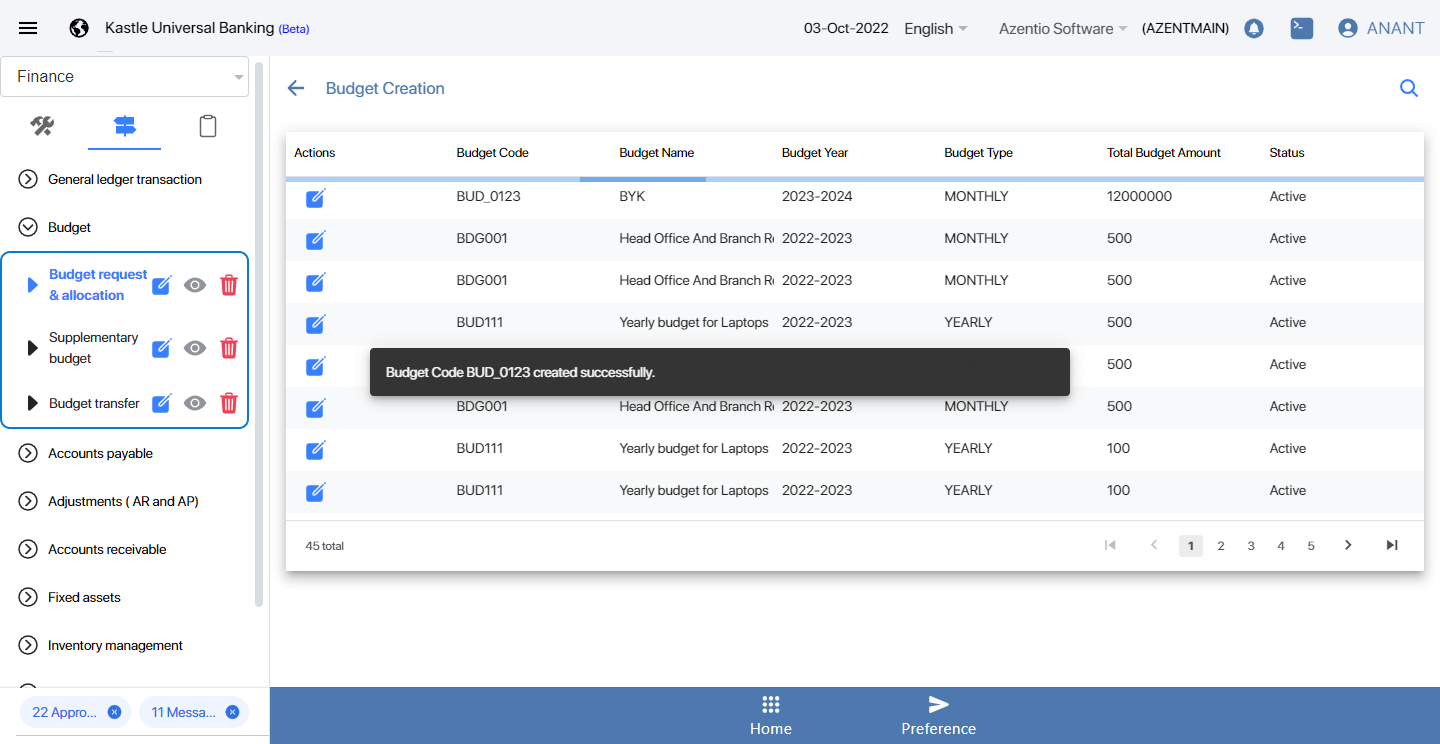 Kastle Universal Banking (Beta)
03-Oct-2022
English
Azentio Software
(AZENTMAIN)
ANANT
Finance
General ledger transaction
Budget
Budget request
& allocation
Supplementary
budget
Budget transfer
Accounts payable
Adjustments ( AR and AP)
Accounts receivable
Fixed assets
Inventory management
22 Appro...
11 Messa...
Budget Creation
Actions Budget Code Budget Name Budget Year Budget Type Total Budget Amount Status
BUD_0123 BYK 2023-2024 MONTHLY 12000000 Active
BDG001 Head Office And Branch 2022-2023 MONTHLY 500 Active
BDG001 Head Office And Branch 2022-2023 MONTHLY 500 Active
BUD111 Yearly budget for Laptops 2022-2023 YEARLY 500 Active
500 Active
Budget Code BUD_0123 created successfully.
BDG001 Head Office And Branch 2022-2023 MONTHLY 500 Active
BUD111 Yearly budget for Laptops 2022-2023 YEARLY 100 Active
BUD111 Yearly budget for Laptops 2022-2023 YEARLY 100 Active
45 total
1 2 3 4 5
Home
Preference